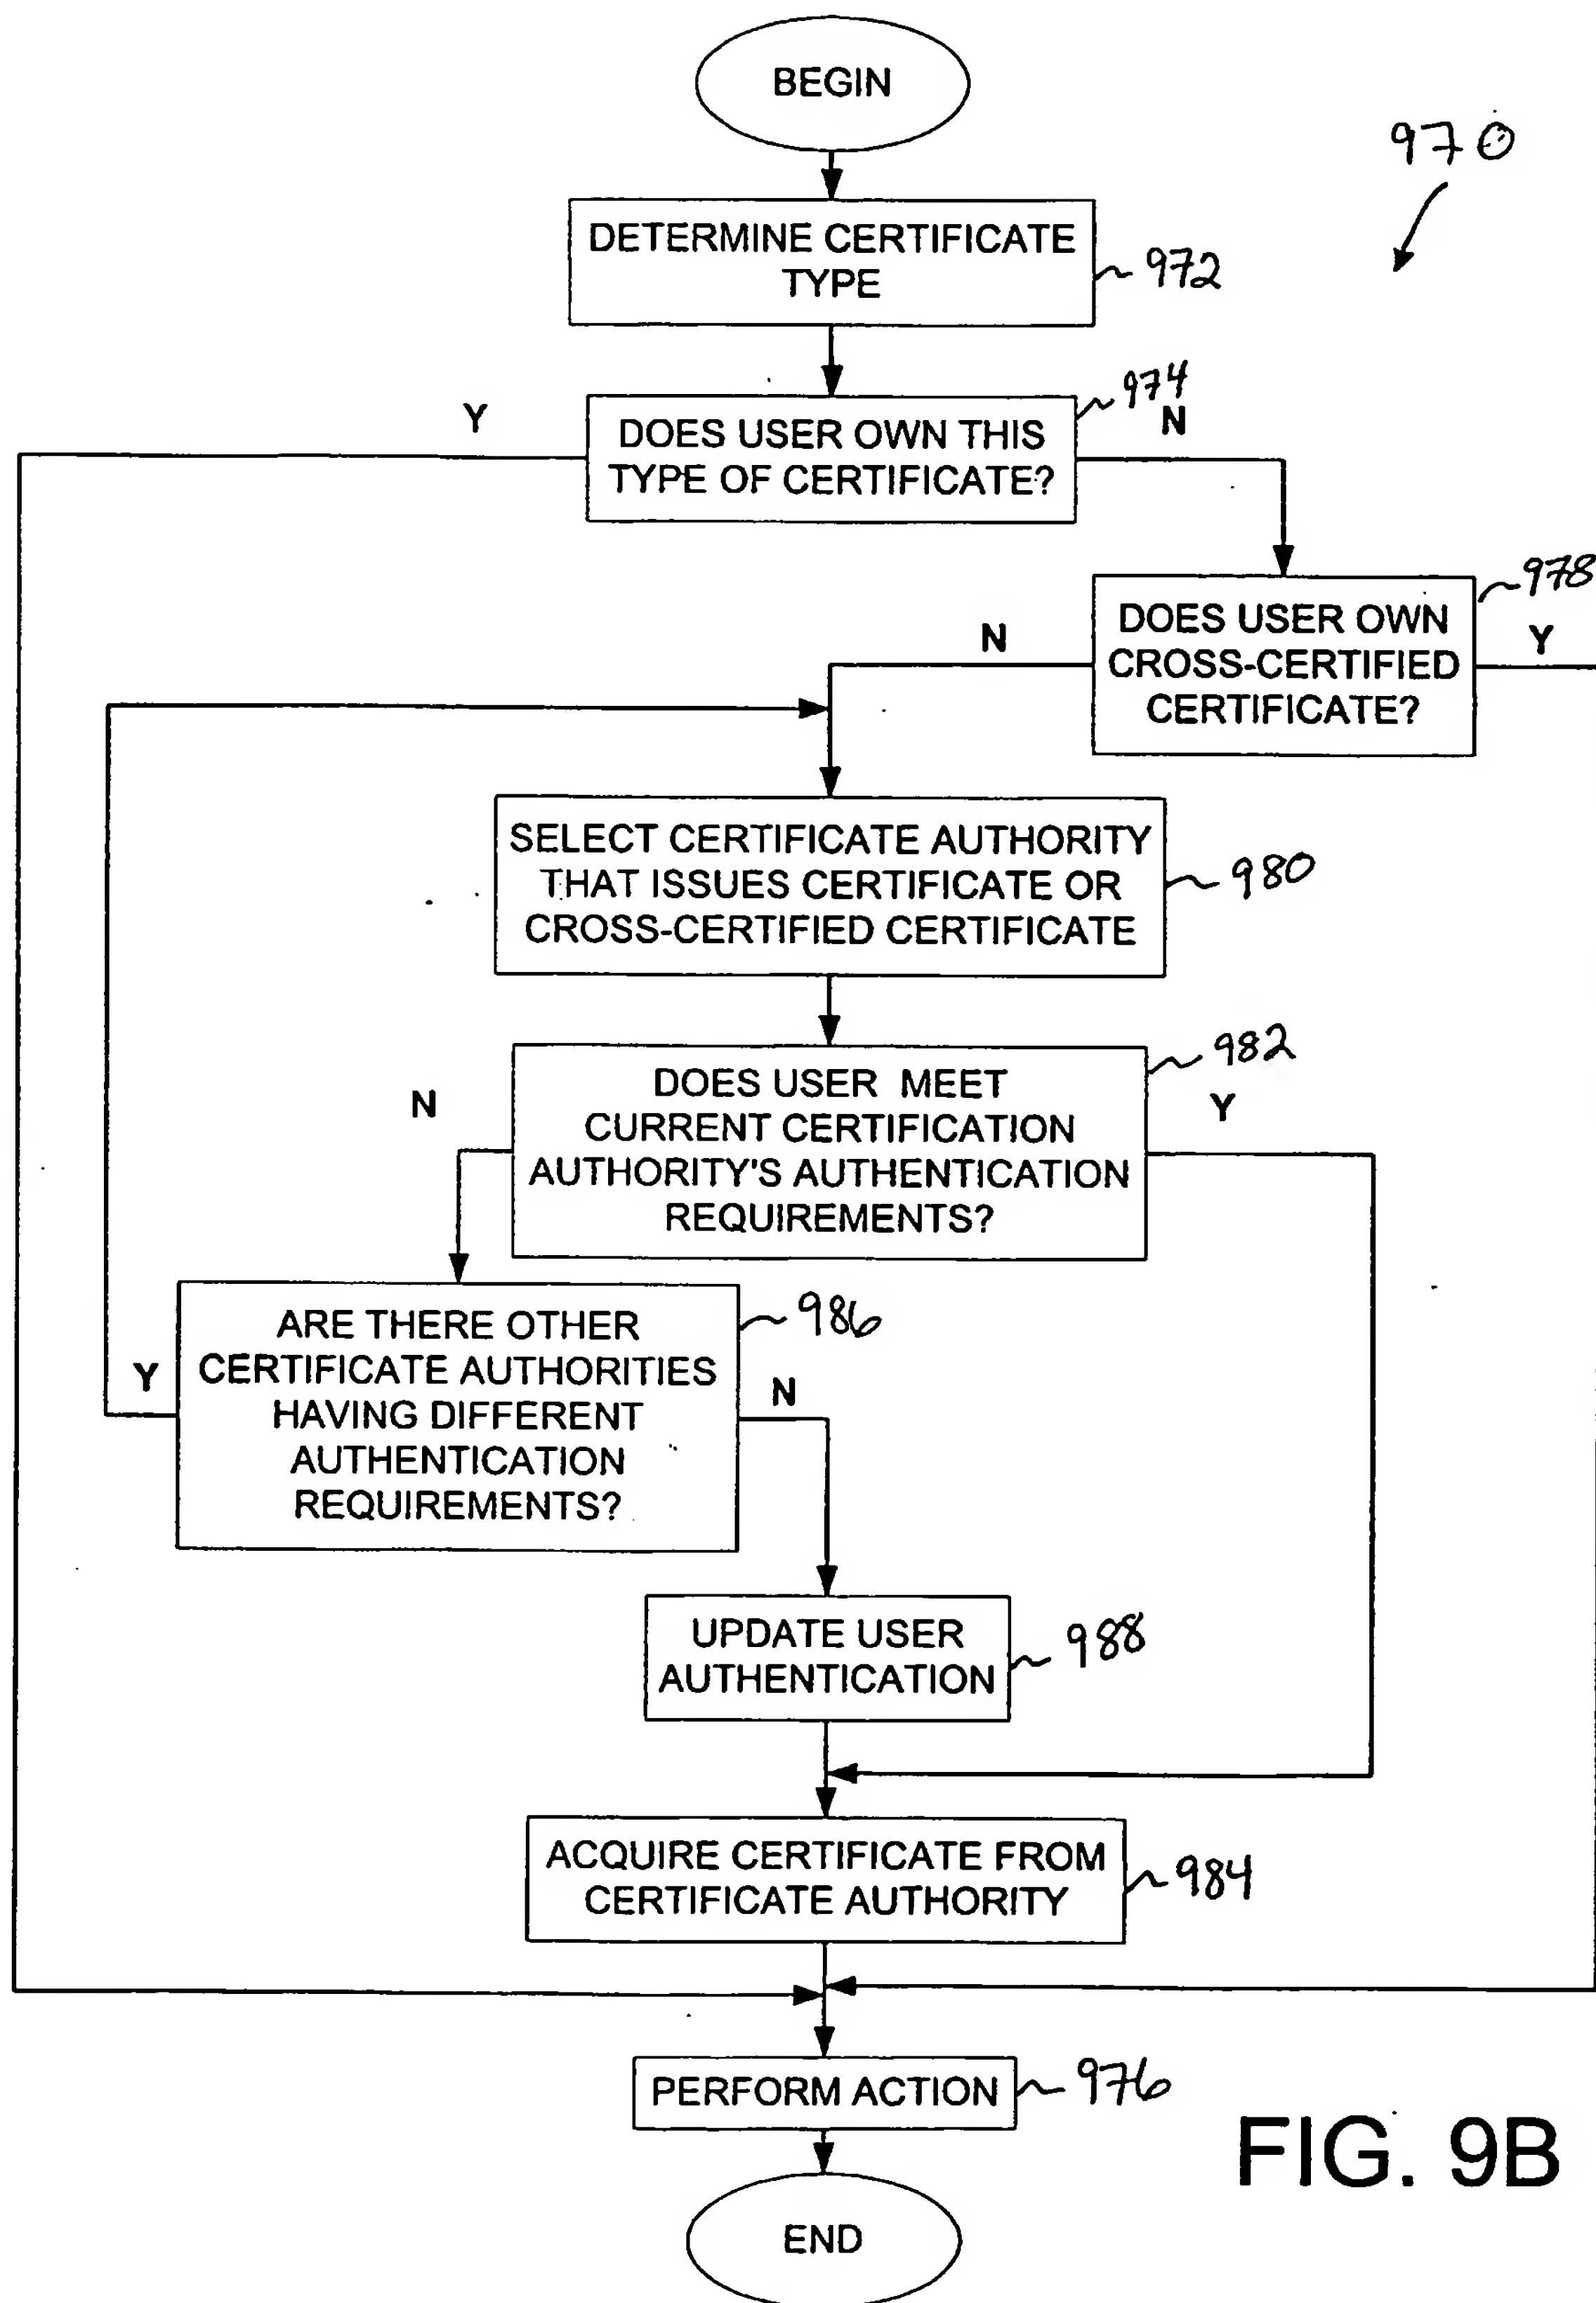 BEGIN
970
DETERMINE CERTIFICATE
TYPE
972
974
Y
N
DOES USER OWN THIS
TYPE OF CERTIFICATE?
978
DOES USER OWN
CROSS-CERTIFIED
CERTIFICATE?
N
Y
SELECT CERTIFICATE AUTHORITY
THAT ISSUES CERTIFICATE OR
CROSS-CERTIFIED CERTIFICATE
980
982
DOES USER MEET
CURRENT CERTIFICATION
AUTHORITY'S AUTHENTICATION
REQUIREMENTS?
N
Y
ARE THERE OTHER
CERTIFICATE AUTHORITIES
HAVING DIFFERENT
AUTHENTICATION
REQUIREMENTS?
986
Y
N
UPDATE USER
AUTHENTICATION
988
ACQUIRE CERTIFICATE FROM
CERTIFICATE AUTHORITY
984
PERFORM ACTION
976
FIG. 9B
END